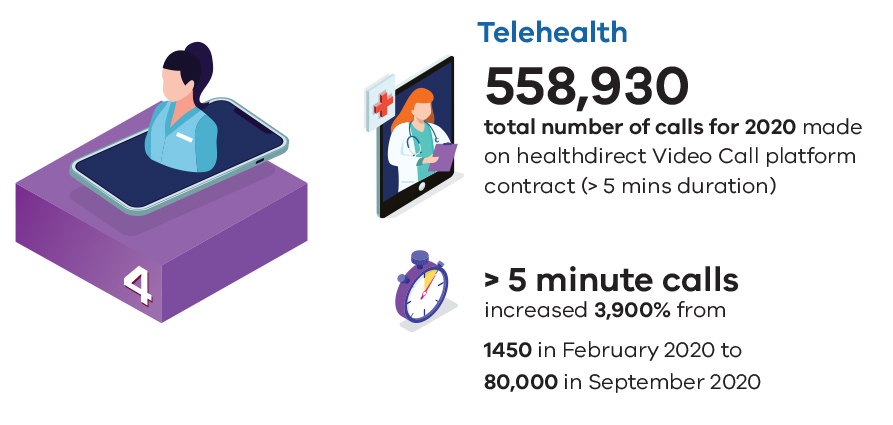 Telehealth
558,930
total number of calls for 2020 made
on healthdirect Video Call platform
contract (> 5 mins duration)
4
> 5 minute calls
increased 3,900% from
1450 in February 2020 to
80,000 in September 2020